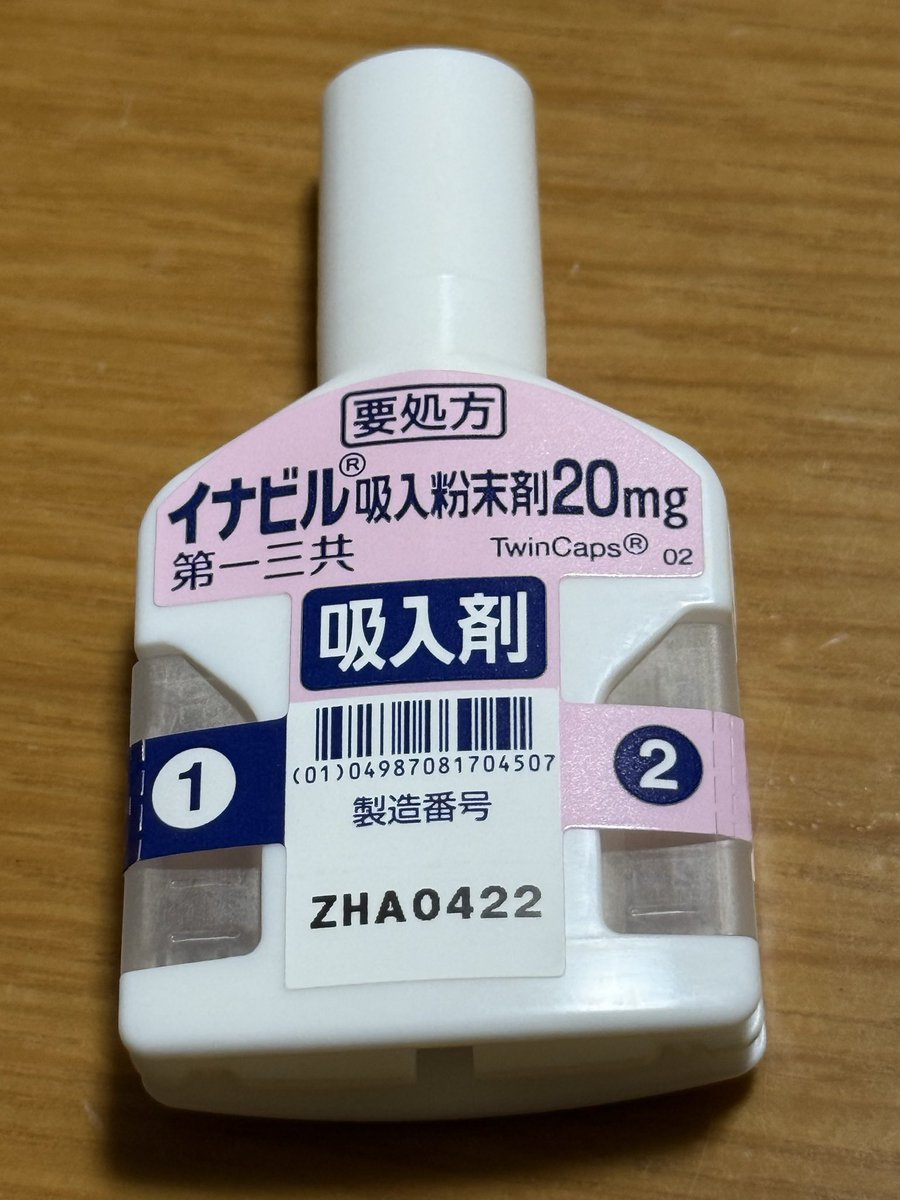 要処方
イナビル®吸入粉末剤20mg
第一三共 TwinCaps® 02
吸入剤
1
2
(01)04987081704507
製造番号
ZHA0422